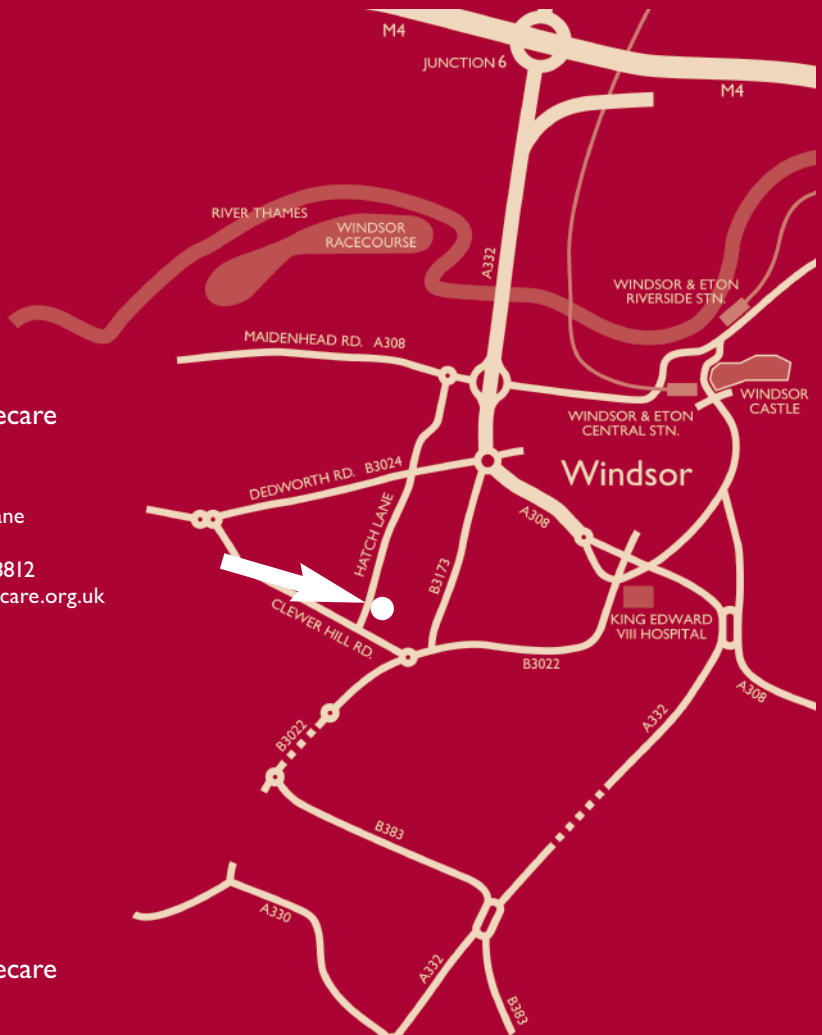 M4
JUNCTION 6
M4
RIVER THAMES
WINDSOR
RACECOURSE
A332
WINDSOR & ETON
RIVERSIDE STN.
MAIDENHEAD RD. A308
WINDSOR
CASTLE
WINDSOR & ETON
CENTRAL STN.
ecare
DEDWORTH RD. B3024
Windsor
ane
A308
HATCH LANE
B3173
3812
care.org.uk
CLEWER HILL RD.
KING EDWARD
VIII HOSPITAL
B3022
A308
A332
B3022
B383
A330
ecare
A332
B383